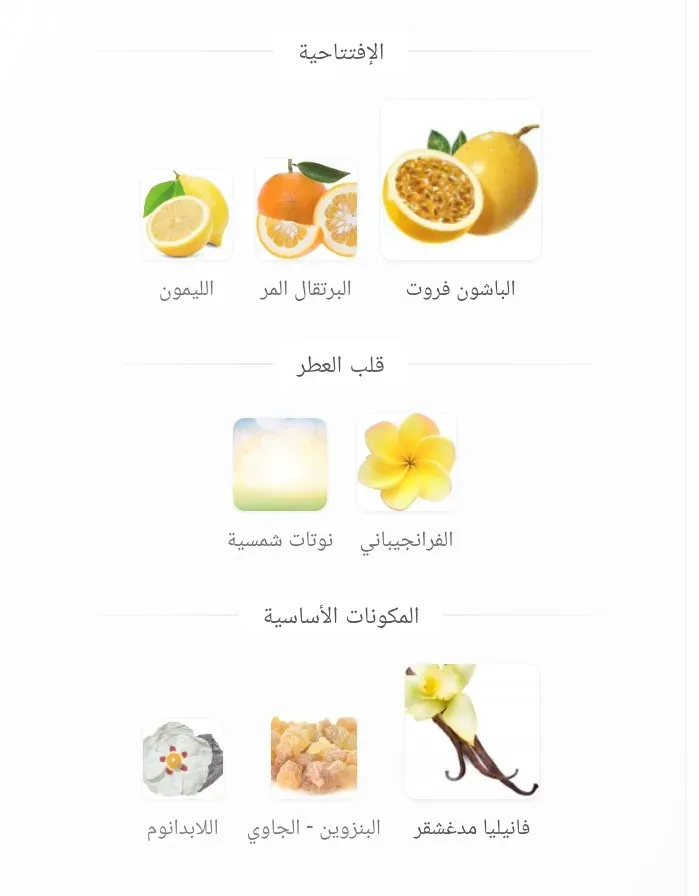 الإفتتاحية
الباشون فروت البرتقال المر الليمون
قلب العطر
الفرانجيباني نوتات شمسية
المكونات الأساسية
فانيليا مدغشقر البنزوين - الجاوي اللابدانوم